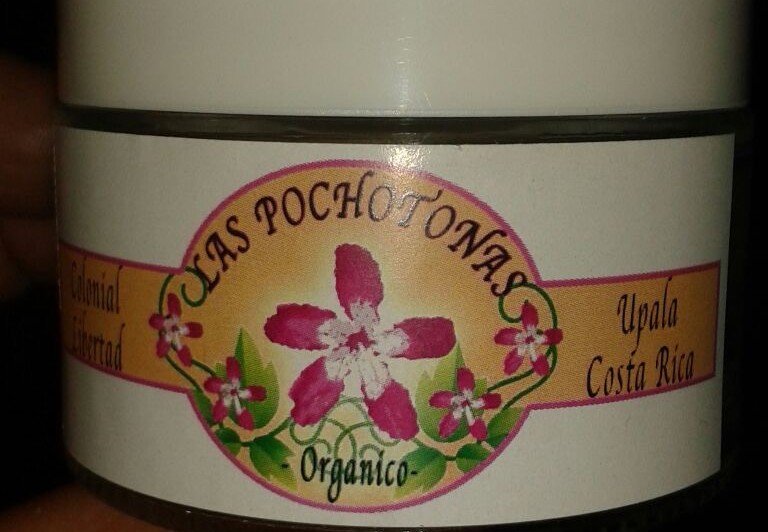 LAS POCHOTONAS
Colonial
Libertad
Upala
Costa Rica
- Organico-